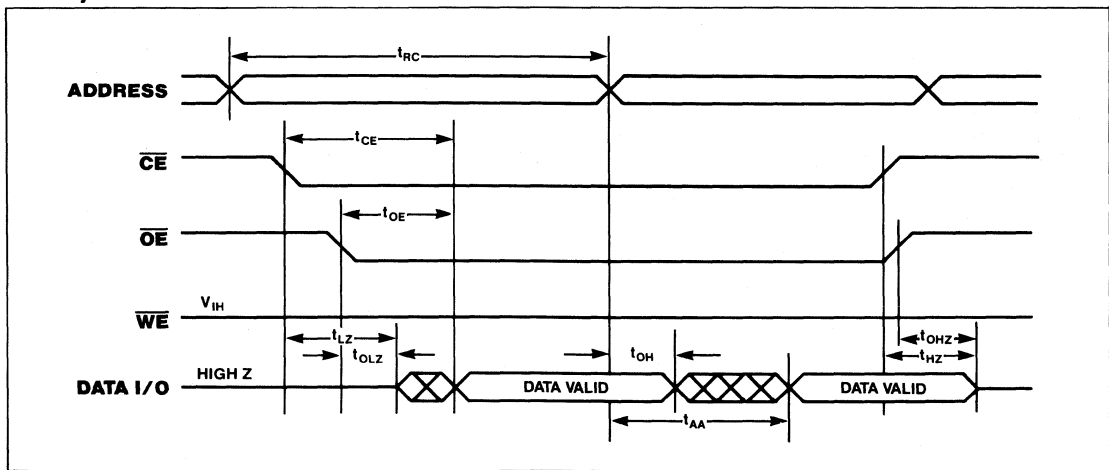 tRC
ADDRESS
tCE
CE
tOE
OE
VIH
WE
tLZ
tOHZ
tOLZ
tOH
tHZ
HIGH Z
DATA I/O
DATA VALID
DATA VALID
tAA